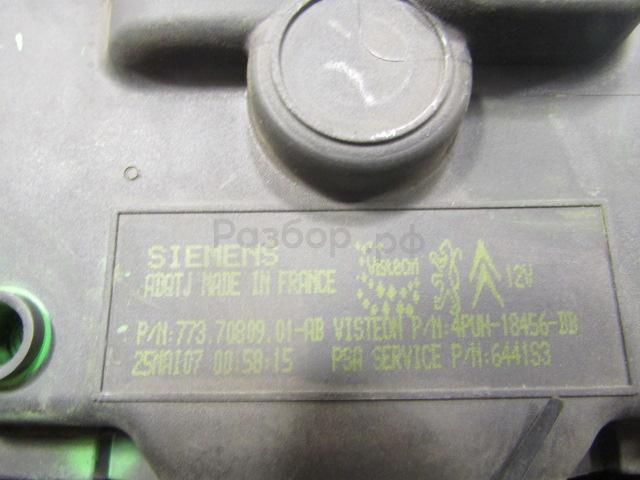 Разбор.рф
SIEMENS
Visteon
ADDTJ MADE IN FRANCE
12V
P/N:773.70809.01-AB VISTEON P/N:4PUH-18456-BB
25MAI07 00:58:15 PSA SERVICE P/N:6441S3